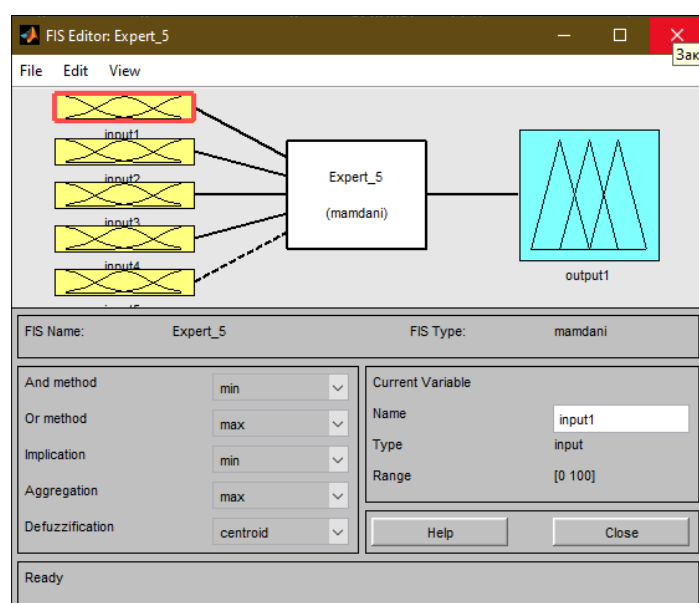 FIS Editor: Expert_5
Зак
File Edit View
input1
input2
input3
input4
Expert_5
(mamdani)
output1
FIS Name: Expert_5 FIS Type: mamdani
And method min
Or method max
Implication min
Aggregation max
Defuzzification centroid
Current Variable
Name input1
Type input
Range [0 100]
Help Close
Ready